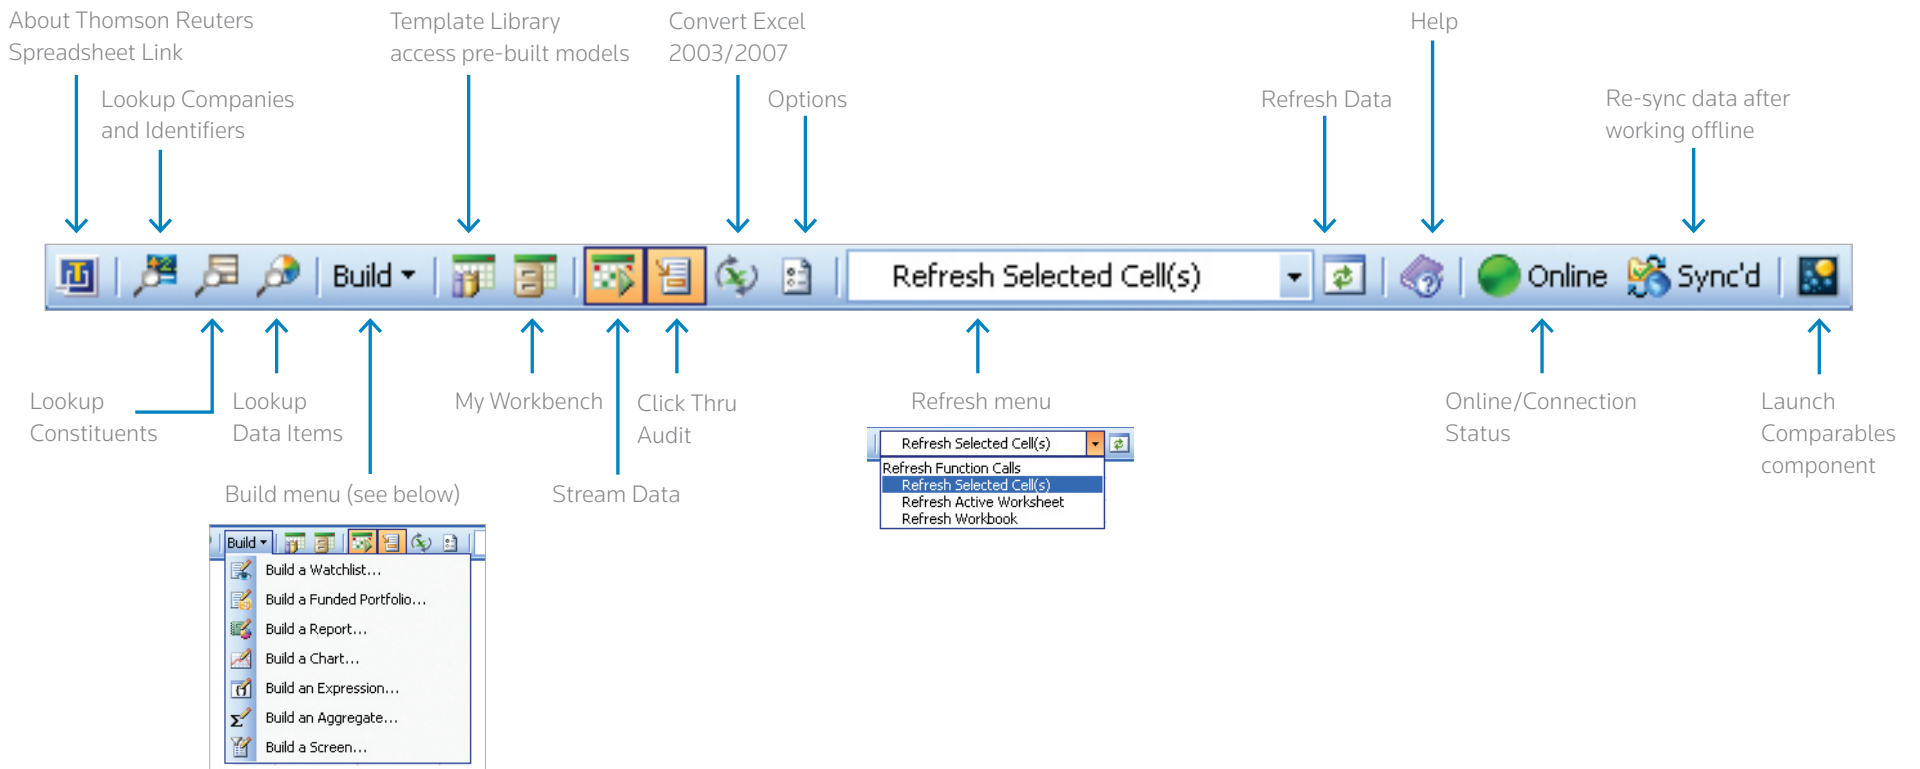 About Thomson Reuters
Spreadsheet Link
Template Library
access pre-built models
Convert Excel
2003/2007
Help
Lookup Companies
and Identifiers
Options
Refresh Data
Re-sync data after
working offline
Build
Refresh Selected Cell(s)
Online
Sync'd
Lookup
Constituents
Lookup
Data Items
My Workbench
Click Thru
Audit
Refresh menu
Online/Connection
Status
Launch
Comparables
component
Refresh Selected Cell(s)
Refresh Function Calls
Refresh Selected Cell(s)
Refresh Active Worksheet
Refresh Workbook
Build menu (see below)
Stream Data
Build
Build a Watchlist...
Build a Funded Portfolio...
Build a Report...
Build a Chart...
Build an Expression...
Build an Aggregate...
Build a Screen...